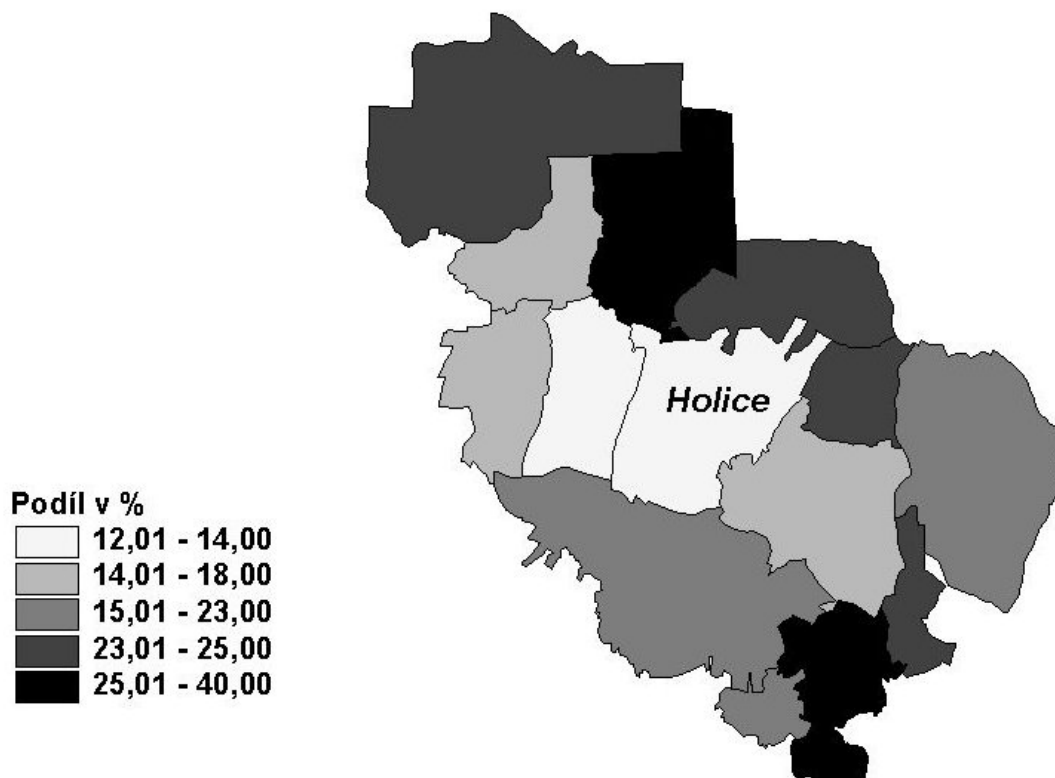 Holice
Podíl v %
12,01 - 14,00
14,01 - 18,00
15,01 - 23,00
23,01 - 25,00
25,01 - 40,00